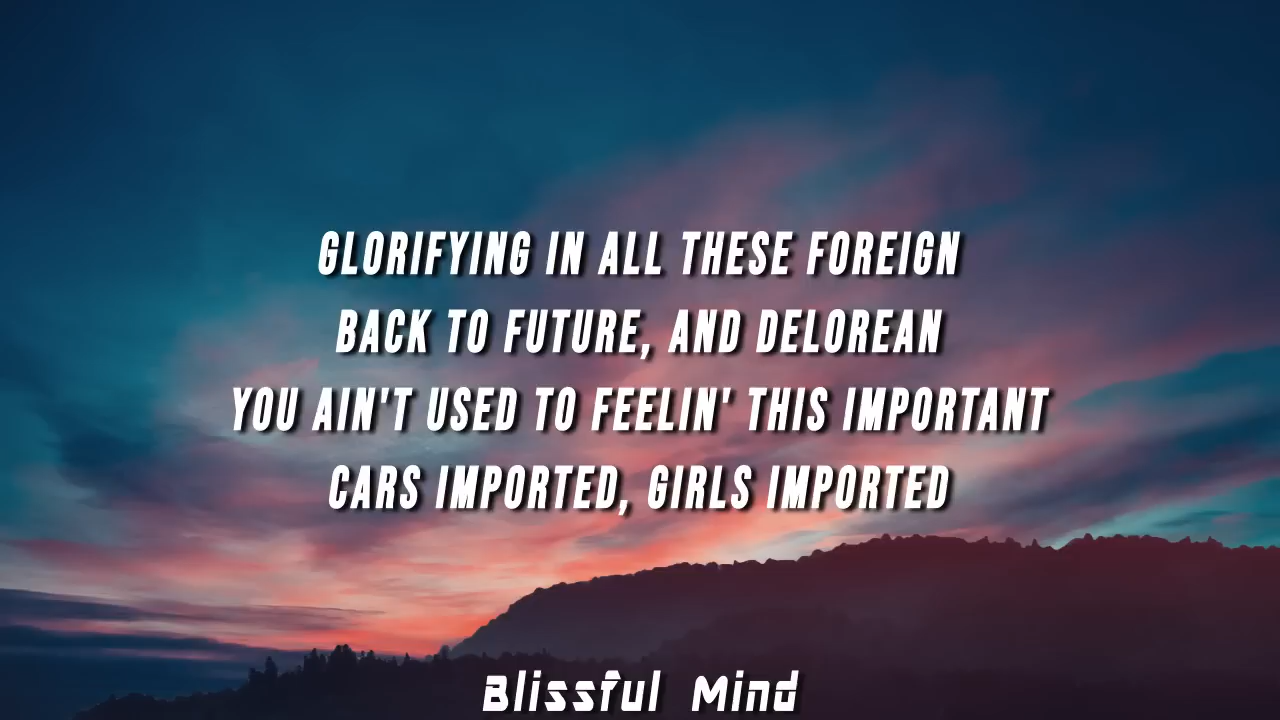 GLORIFYING IN ALL THESE FOREIGN
BACK TO FUTURE, AND DELOREAN
YOU AIN'T USED TO FEELIN' THIS IMPORTANT
CARS IMPORTED, GIRLS IMPORTED
Blissful Mind